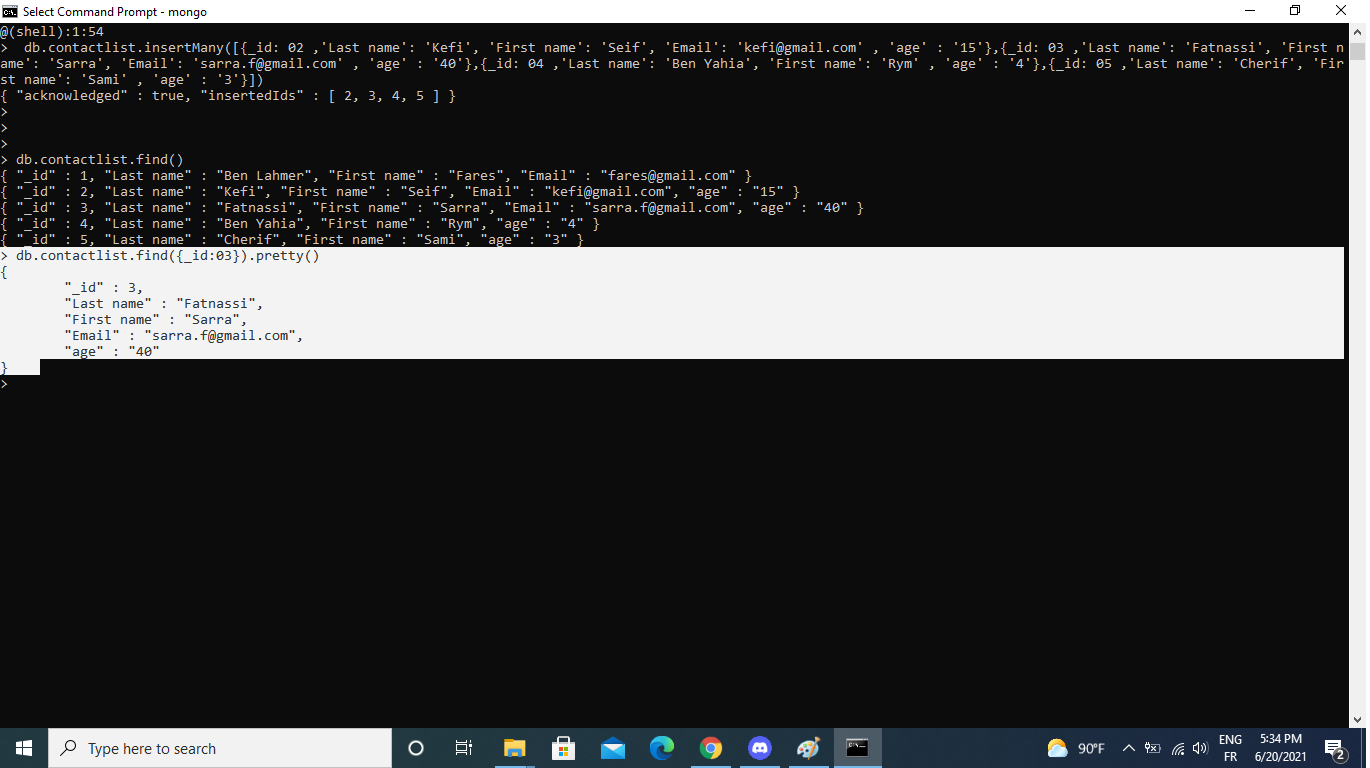 Select Command Prompt - mongo
@(shell):1:54
>  db.contactlist.insertMany([{_id: 02 ,'Last name': 'Kefi', 'First name': 'Seif', 'Email': 'kefi@gmail.com' , 'age' : '15'},{_id: 03 ,'Last name': 'Fatnassi', 'First n
ame': 'Sarra', 'Email': 'sarra.f@gmail.com' , 'age' : '40'},{_id: 04 ,'Last name': 'Ben Yahia', 'First name': 'Rym' , 'age' : '4'},{_id: 05 ,'Last name': 'Cherif', 'Fir
st name': 'Sami' , 'age' : '3'}])
{ "acknowledged" : true, "insertedIds" : [ 2, 3, 4, 5 ] }
>
>
>
> db.contactlist.find()
{ "_id" : 1, "Last name" : "Ben Lahmer", "First name" : "Fares", "Email" : "fares@gmail.com" }
{ "_id" : 2, "Last name" : "Kefi", "First name" : "Seif", "Email" : "kefi@gmail.com", "age" : "15" }
{ "_id" : 3, "Last name" : "Fatnassi", "First name" : "Sarra", "Email" : "sarra.f@gmail.com", "age" : "40" }
{ "_id" : 4, "Last name" : "Ben Yahia", "First name" : "Rym", "age" : "4" }
{ "_id" : 5, "Last name" : "Cherif", "First name" : "Sami", "age" : "3" }
> db.contactlist.find({_id:03}).pretty()
{
        "_id" : 3,
        "Last name" : "Fatnassi",
        "First name" : "Sarra",
        "Email" : "sarra.f@gmail.com",
        "age" : "40"
}
>
Type here to search
90°F
ENG
FR
5:34 PM
6/20/2021
2